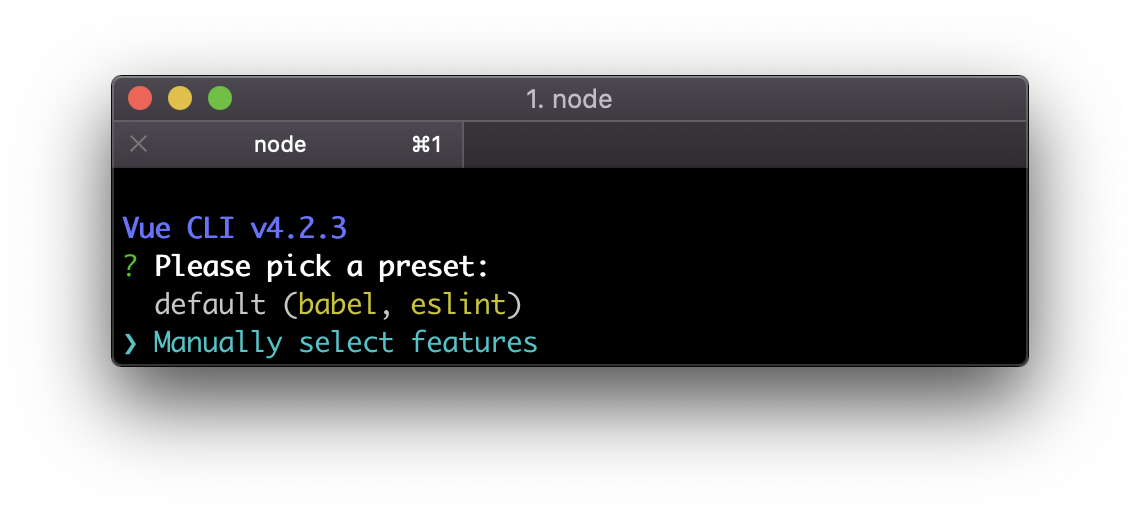 1. node
node ⌘1
Vue CLI v4.2.3
? Please pick a preset:
default (babel, eslint)
❯ Manually select features